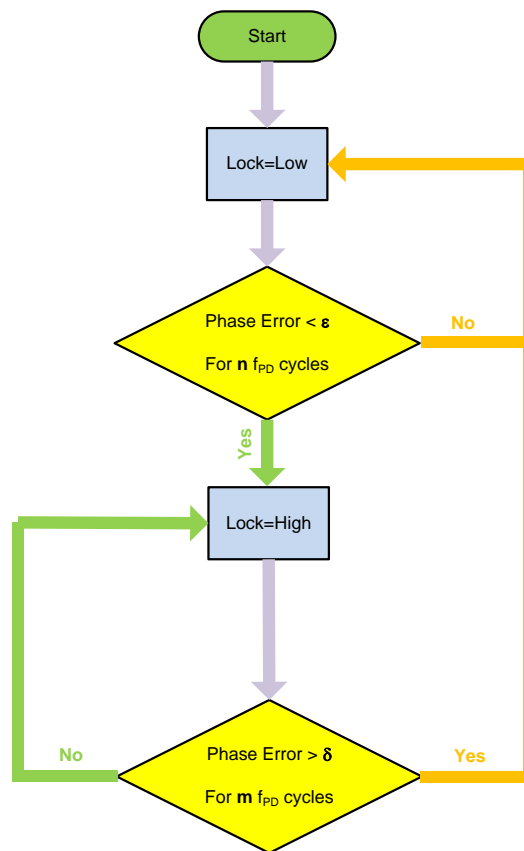 Start
Lock=Low
Phase Error < ε
For n fPD cycles
No
Yes
Lock=High
Phase Error > δ
For m fPD cycles
No
Yes